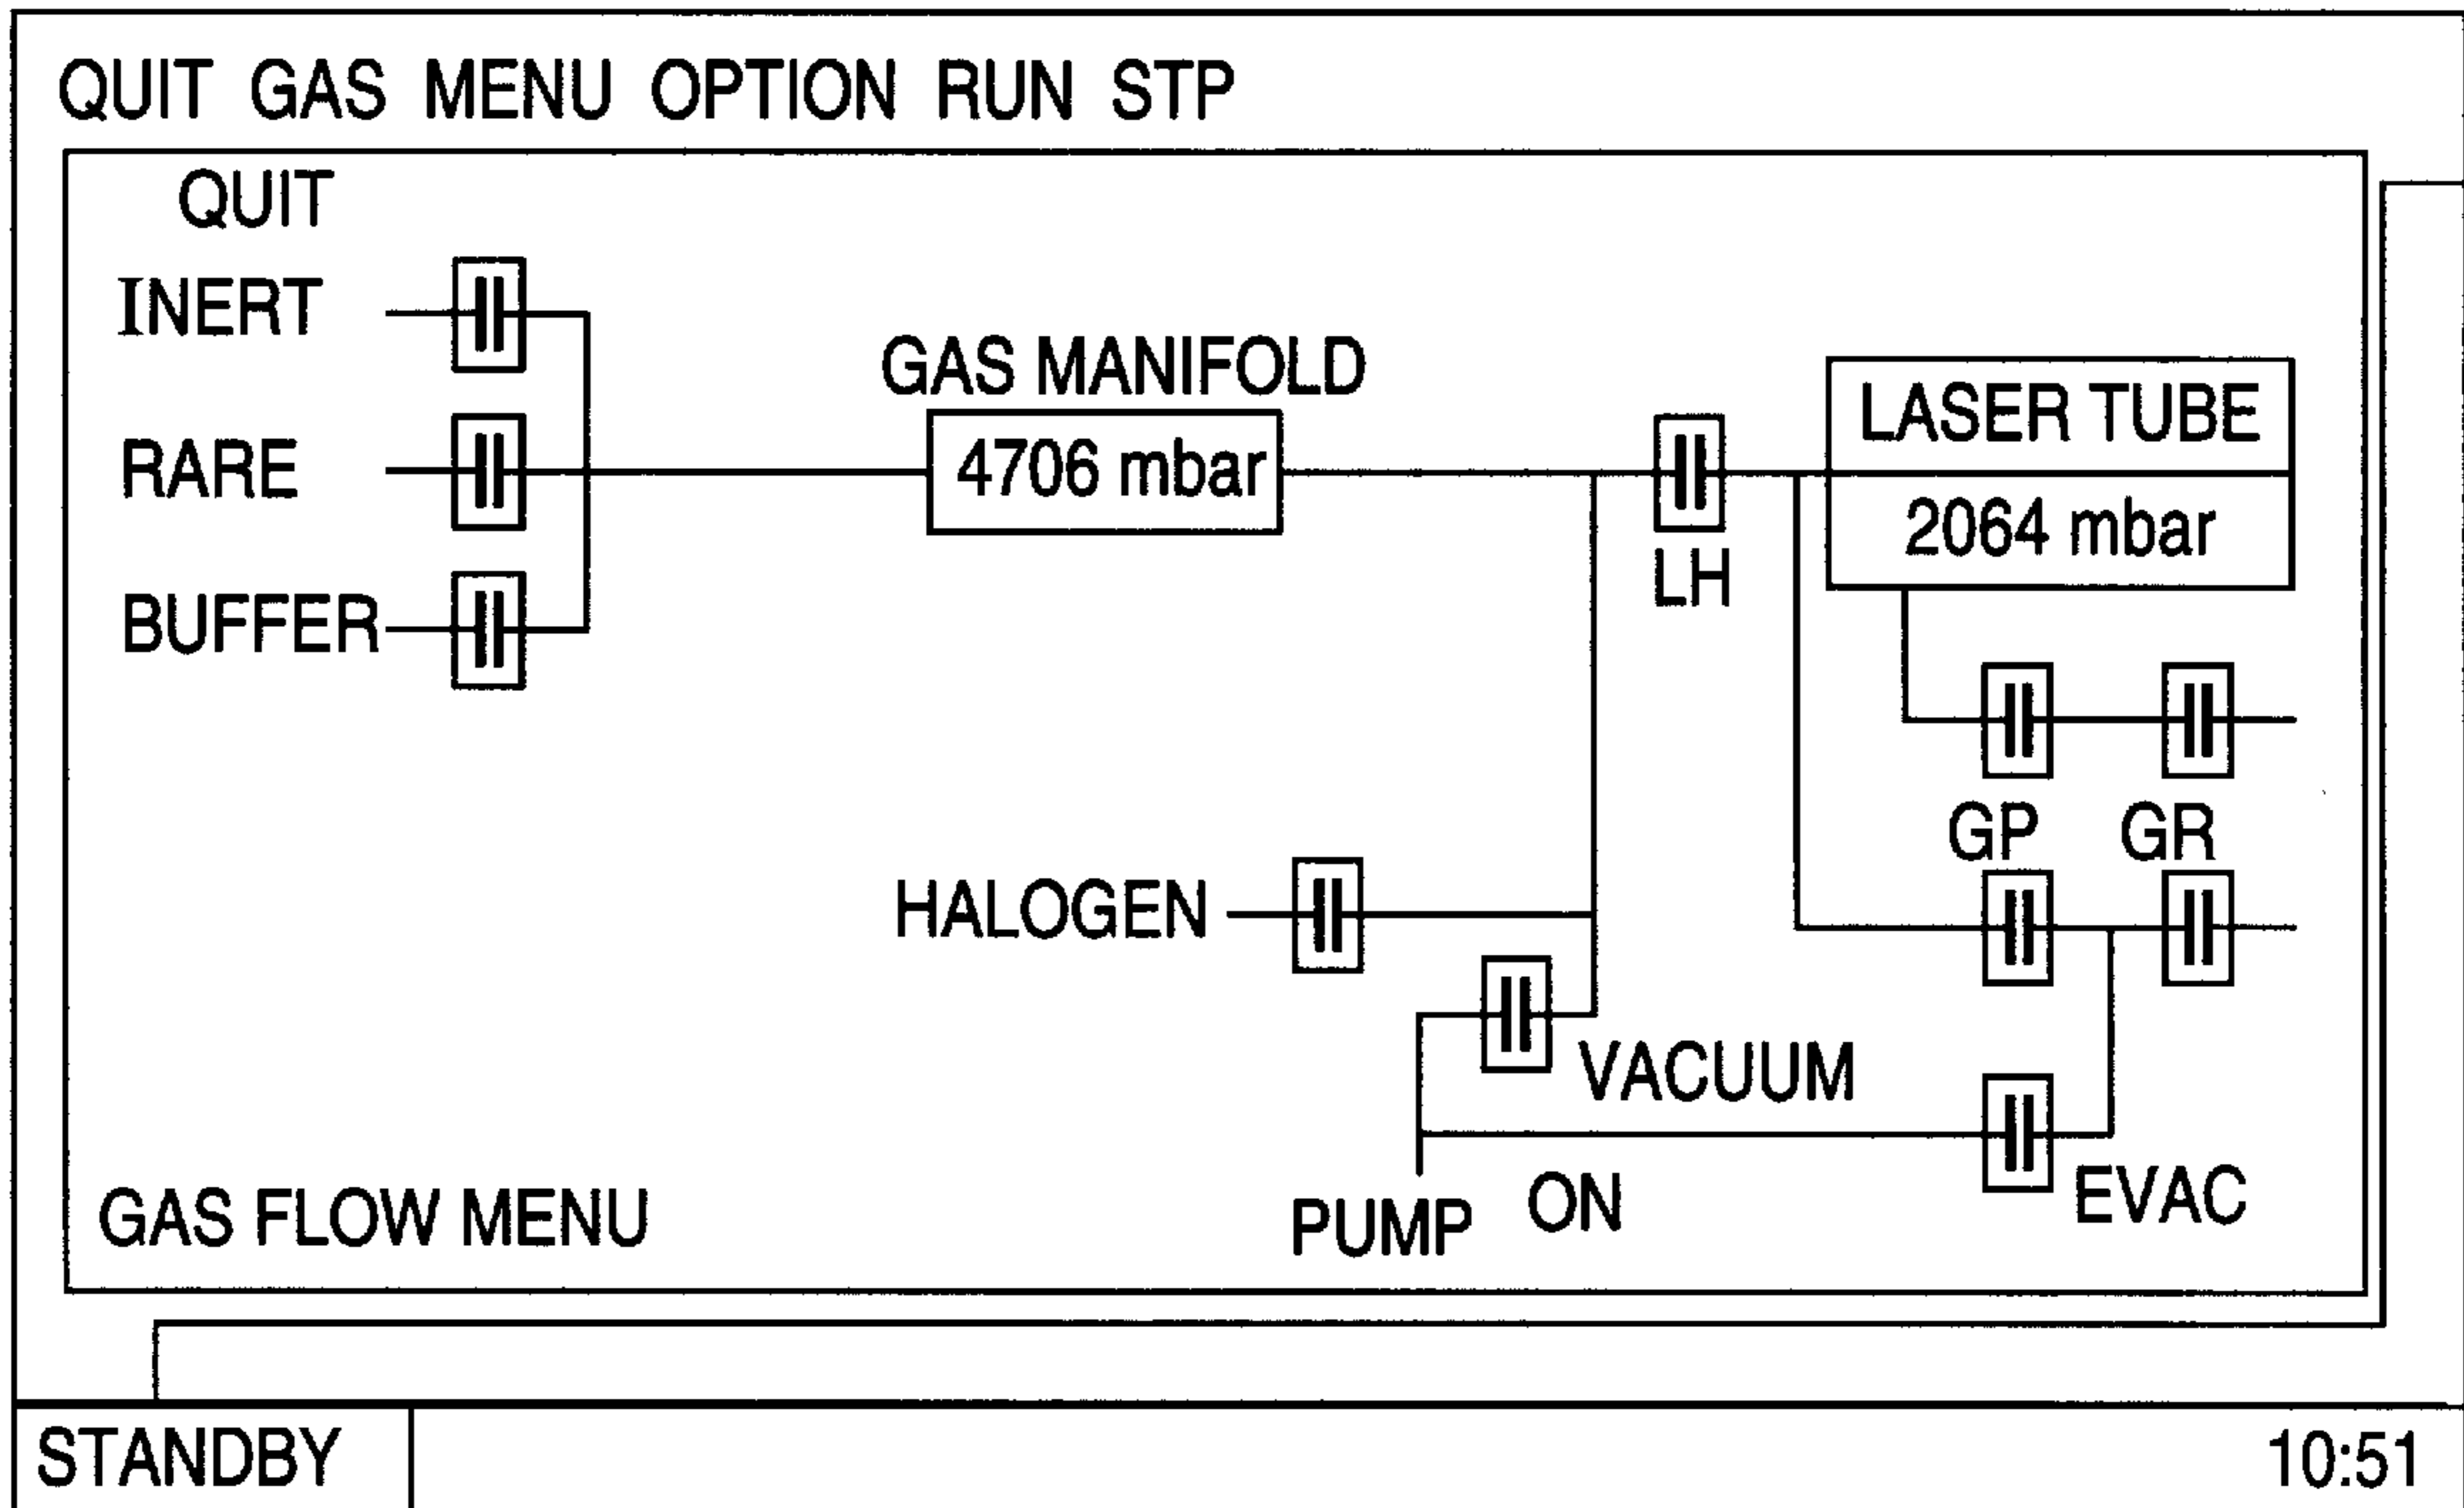 QUIT GAS MENU OPTION RUN STP
QUIT
INERT
GAS MANIFOLD
LASER TUBE
RARE
4706 mbar
2064 mbar
LH
BUFFER
GP GR
HALOGEN
VACUUM
EVAC
GAS FLOW MENU
PUMP ON
STANDBY
10:51